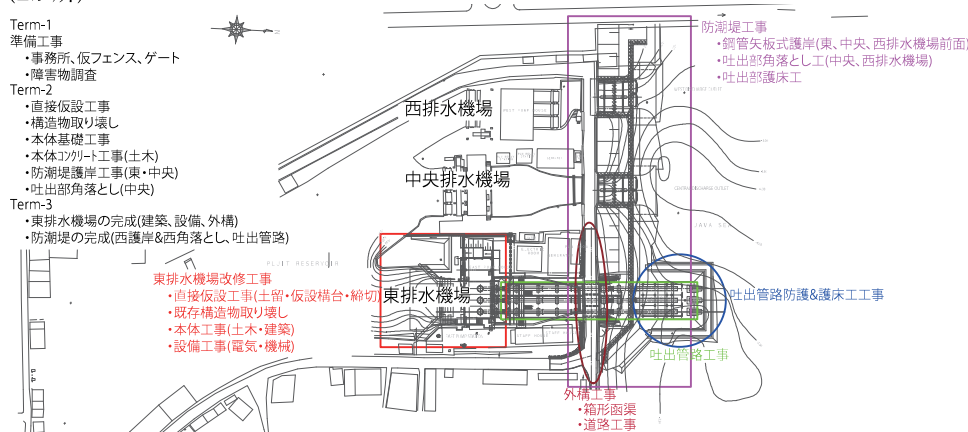 Term-1
準備工事
・事務所、仮フェンス、ゲート
・障害物調査
Term-2
・直接仮設工事
・構造物取り壊し
・本体基礎工事
・本体コンクリート工事(土木)
・防潮堤護岸工事(東・中央)
・吐出部角落とし(中央)
Term-3
・東排水機場の完成(建築、設備、外構)
・防潮堤の完成(西護岸&西角落とし、吐出管路)
防潮堤工事
・鋼管矢板式護岸(東、中央、西排水機場前面)
・吐出部角落とし工(中央、西排水機場)
・吐出部護床工
西排水機場
中央排水機場
東排水機場
PLUIT RESERVOIR
JAVA SEA
東排水機場改修工事
・直接仮設工事(土留・仮設構台・締切)
・既存構造物取り壊し
・本体工事(土木・建築)
・設備工事(電気・機械)
吐出管路防護&護床工工事
吐出管路工事
外構工事
・箱形函渠
・道路工事